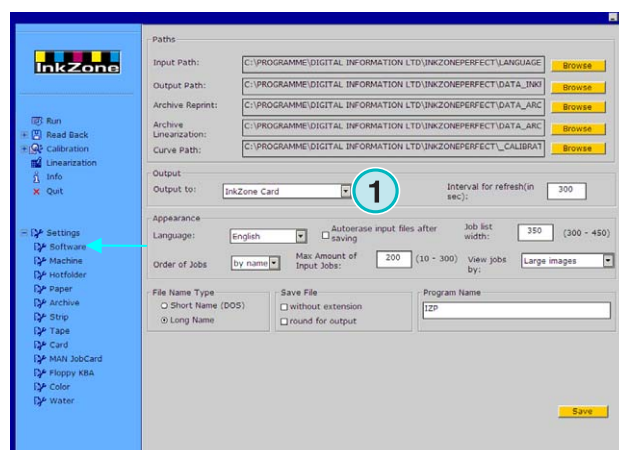 InkZone
Run
Read Back
Calibration
Linearization
Info
Quit
Settings
Software
Machine
Hotfolder
Paper
Archive
Strip
Tape
Card
MAN JobCard
Floppy KBA
Color
Water
Paths
Input Path: C:\PROGRAMME\DIGITAL INFORMATION LTD\INKZONEPERFECT\LANGUAGE Browse
Output Path: C:\PROGRAMME\DIGITAL INFORMATION LTD\INKZONEPERFECT\DATA_INK Browse
Archive Reprint: C:\PROGRAMME\DIGITAL INFORMATION LTD\INKZONEPERFECT\DATA_ARC Browse
Archive
Linearization: C:\PROGRAMME\DIGITAL INFORMATION LTD\INKZONEPERFECT\DATA_ARC Browse
Curve Path: C:\PROGRAMME\DIGITAL INFORMATION LTD\INKZONEPERFECT\_CALIBRAT Browse
Output
Output to: InkZone Card 1 Interval for refresh(in
sec): 300
Appearance
Language: English Autoerase input files after
saving Job list
width: 350 (300 - 450)
Order of Jobs by name Max Amount of
Input Jobs: 200 (10 - 300) View jobs
by: Large images
File Name Type
Short Name (DOS)
Long Name
Save File
without extension
round for output
Program Name
IZP
Save